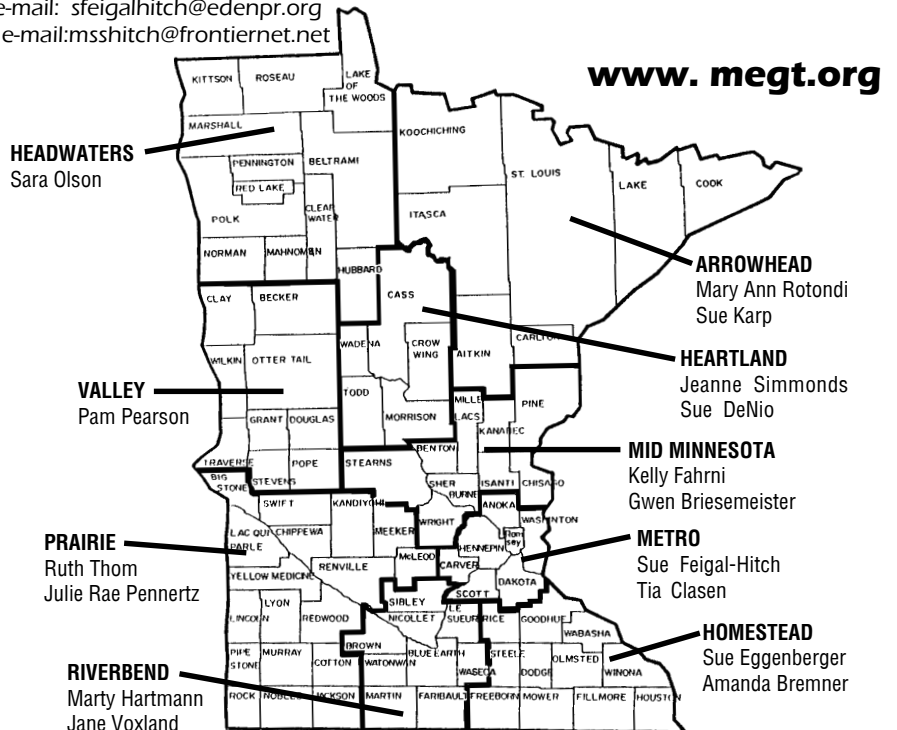 e-mail: sfeigalhitch@edenpr.org
e-mail:msshitch@frontiernet.net
www. megt.org
KITTSON
ROSEAU
LAKE
OF
THE WOODS
MARSHALL
KOOCHICHING
HEADWATERS
Sara Olson
PENNINGTON
BELTRAMI
RED LAKE
ST. LOUIS
LAKE
COOK
POLK
CLEAR
WATER
ITASCA
NORMAN
MAHNOMEN
HUBBARD
ARROWHEAD
Mary Ann Rotondi
Sue Karp
CLAY
BECKER
CASS
WADENA
CROW
WING
AITKIN
CARLTON
HEARTLAND
Jeanne Simmonds
Sue DeNio
WILKIN
OTTER TAIL
VALLEY
Pam Pearson
TODD
MORRISON
MILLE
LACS
PINE
KANABEC
GRANT
DOUGLAS
BENTON
MID MINNESOTA
Kelly Fahrni
Gwen Briesemeister
TRAVERSE
STEVENS
POPE
STEARNS
BIG
STONE
SHER
BURNE
ISANTI
CHISAGO
SWIFT
KANDIYOHI
MEEKER
WRIGHT
ANOKA
WASHINTON
Ram
sey
HENNEPIN
METRO
Sue Feigal-Hitch
Tia Clasen
PRAIRIE
Ruth Thom
Julie Rae Pennertz
LAC QUI
PARLE
CHIPPEWA
RENVILLE
McLEOD
CARVER
YELLOW MEDICINE
SCOTT
DAKOTA
SIBLEY
LYON
LINCOLN
REDWOOD
NICOLLET
LE
SUEUR
RICE
GOODHUE
WABASHA
HOMESTEAD
Sue Eggenberger
Amanda Bremner
PIPE
STONE
MURRAY
COTTON
BROWN
WATONWAN
BLUE EARTH
WASECA
STEELE
DODGE
OLMSTED
WINONA
RIVERBEND
Marty Hartmann
Jane Voxland
ROCK
NOBLES
JACKSON
MARTIN
FARIBAULT
FREEBORN
MOWER
FILLMORE
HOUSTON